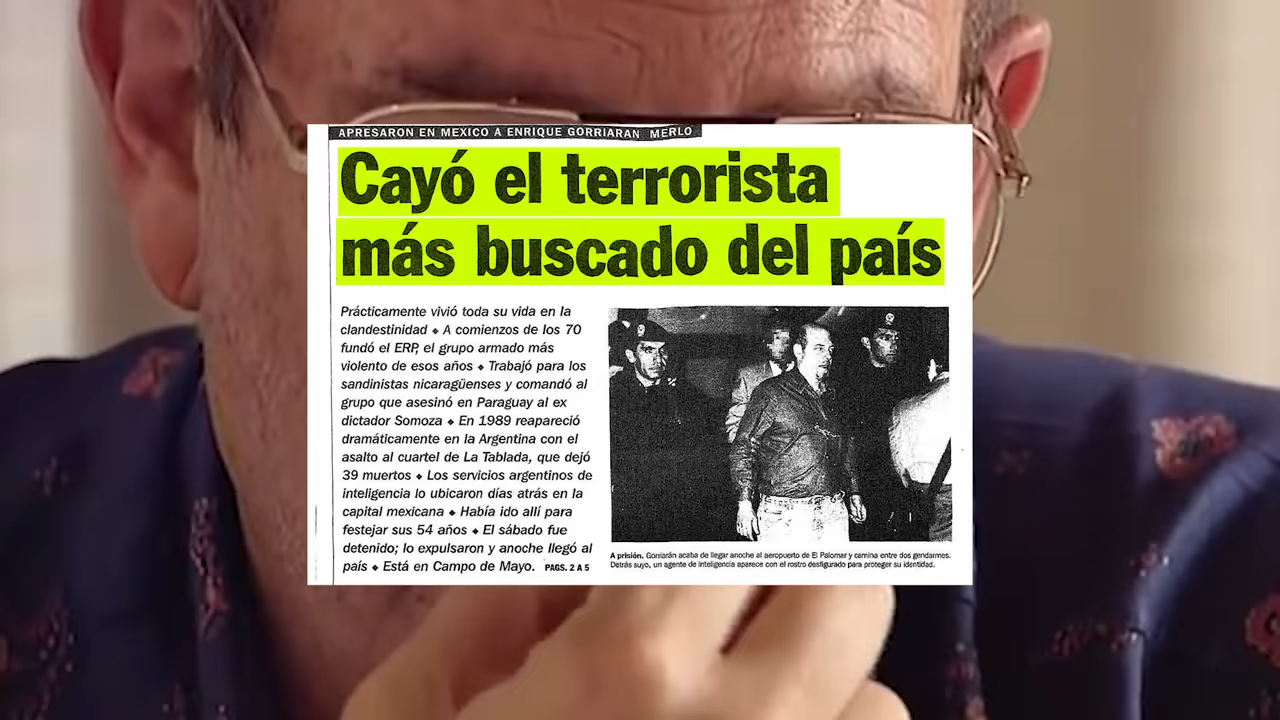 APRESARON EN MEXICO A ENRIQUE GORRIARAN MERLO
Cayó el terrorista
más buscado del país
Prácticamente vivió toda su vida en la
clandestinidad ◆ A comienzos de los 70
fundó el ERP, el grupo armado más
violento de esos años ◆ Trabajó para los
sandinistas nicaragüenses y comandó al
grupo que asesinó en Paraguay al ex
dictador Somoza ◆ En 1989 reapareció
dramáticamente en la Argentina con el
asalto al cuartel de La Tablada, que dejó
39 muertos ◆ Los servicios argentinos de
inteligencia lo ubicaron días atrás en la
capital mexicana ◆ Había ido allí para
festejar sus 54 años ◆ El sábado fue
detenido; lo expulsaron y anoche llegó al
país ◆ Está en Campo de Mayo. PAGS. 2 A 5
A prisión. Gorriarán acaba de llegar anoche al aeropuerto de El Palomar y camina entre dos gendarmes.
Detrás suyo, un agente de inteligencia aparece con el rostro desfigurado para proteger su identidad.